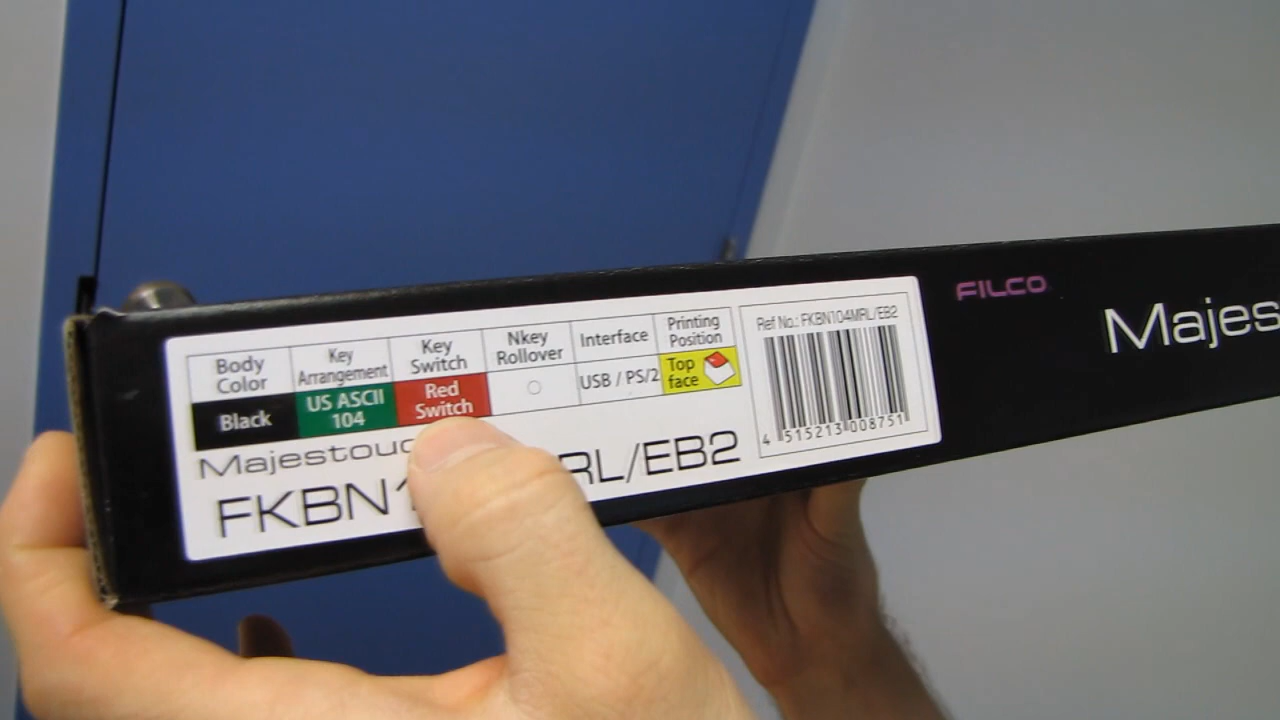 Body Color
Key Arrangement
Key Switch
Nkey Rollover
Interface
Printing Position
Black
US ASCII 104
Red Switch
○
USB / PS/2
Top face
Majestouc
FKBN1
RL/EB2
Ref No.: FKBN104MRL/EB2
4 515213 008751
FILCO
Majes